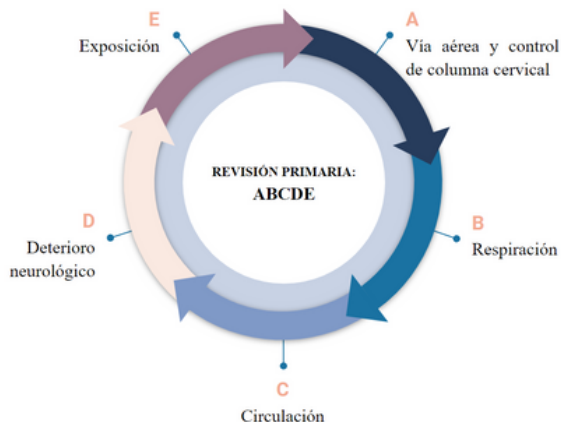 E
Exposición
A
Vía aérea y control
de columna cervical
REVISIÓN PRIMARIA:
ABCDE
D
Deterioro
neurológico
B
Respiración
C
Circulación